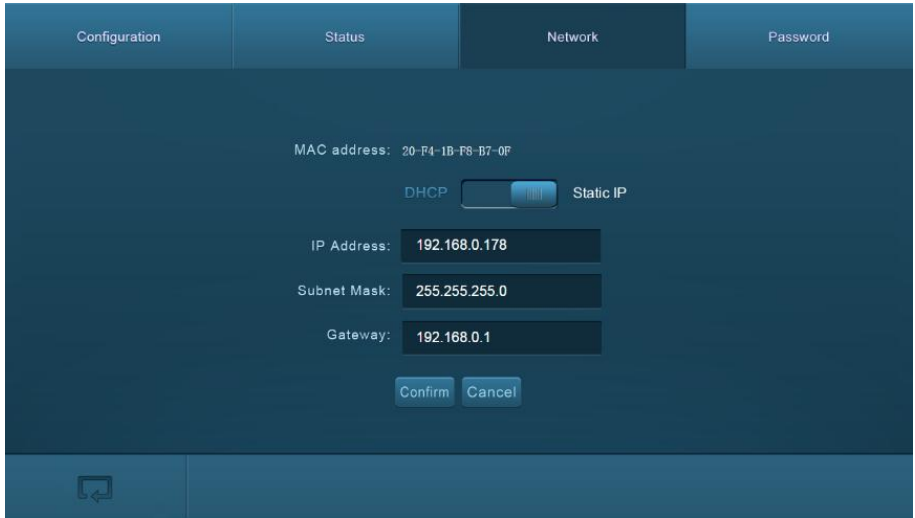 Configuration Status Network Password
MAC address: 20-F4-1B-F8-B7-0F
DHCP Static IP
IP Address: 192.168.0.178
Subnet Mask: 255.255.255.0
Gateway: 192.168.0.1
Confirm Cancel